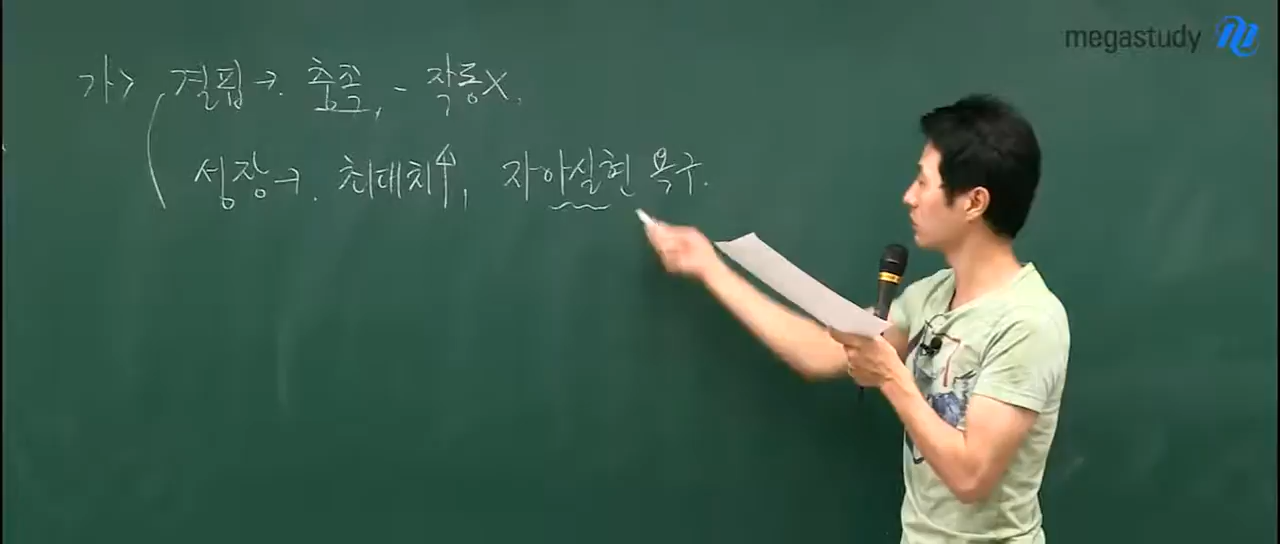 megastudy
가> 결핍→. 충족, - 작동X,
성장→. 최대치↑, 자아실현 욕구.